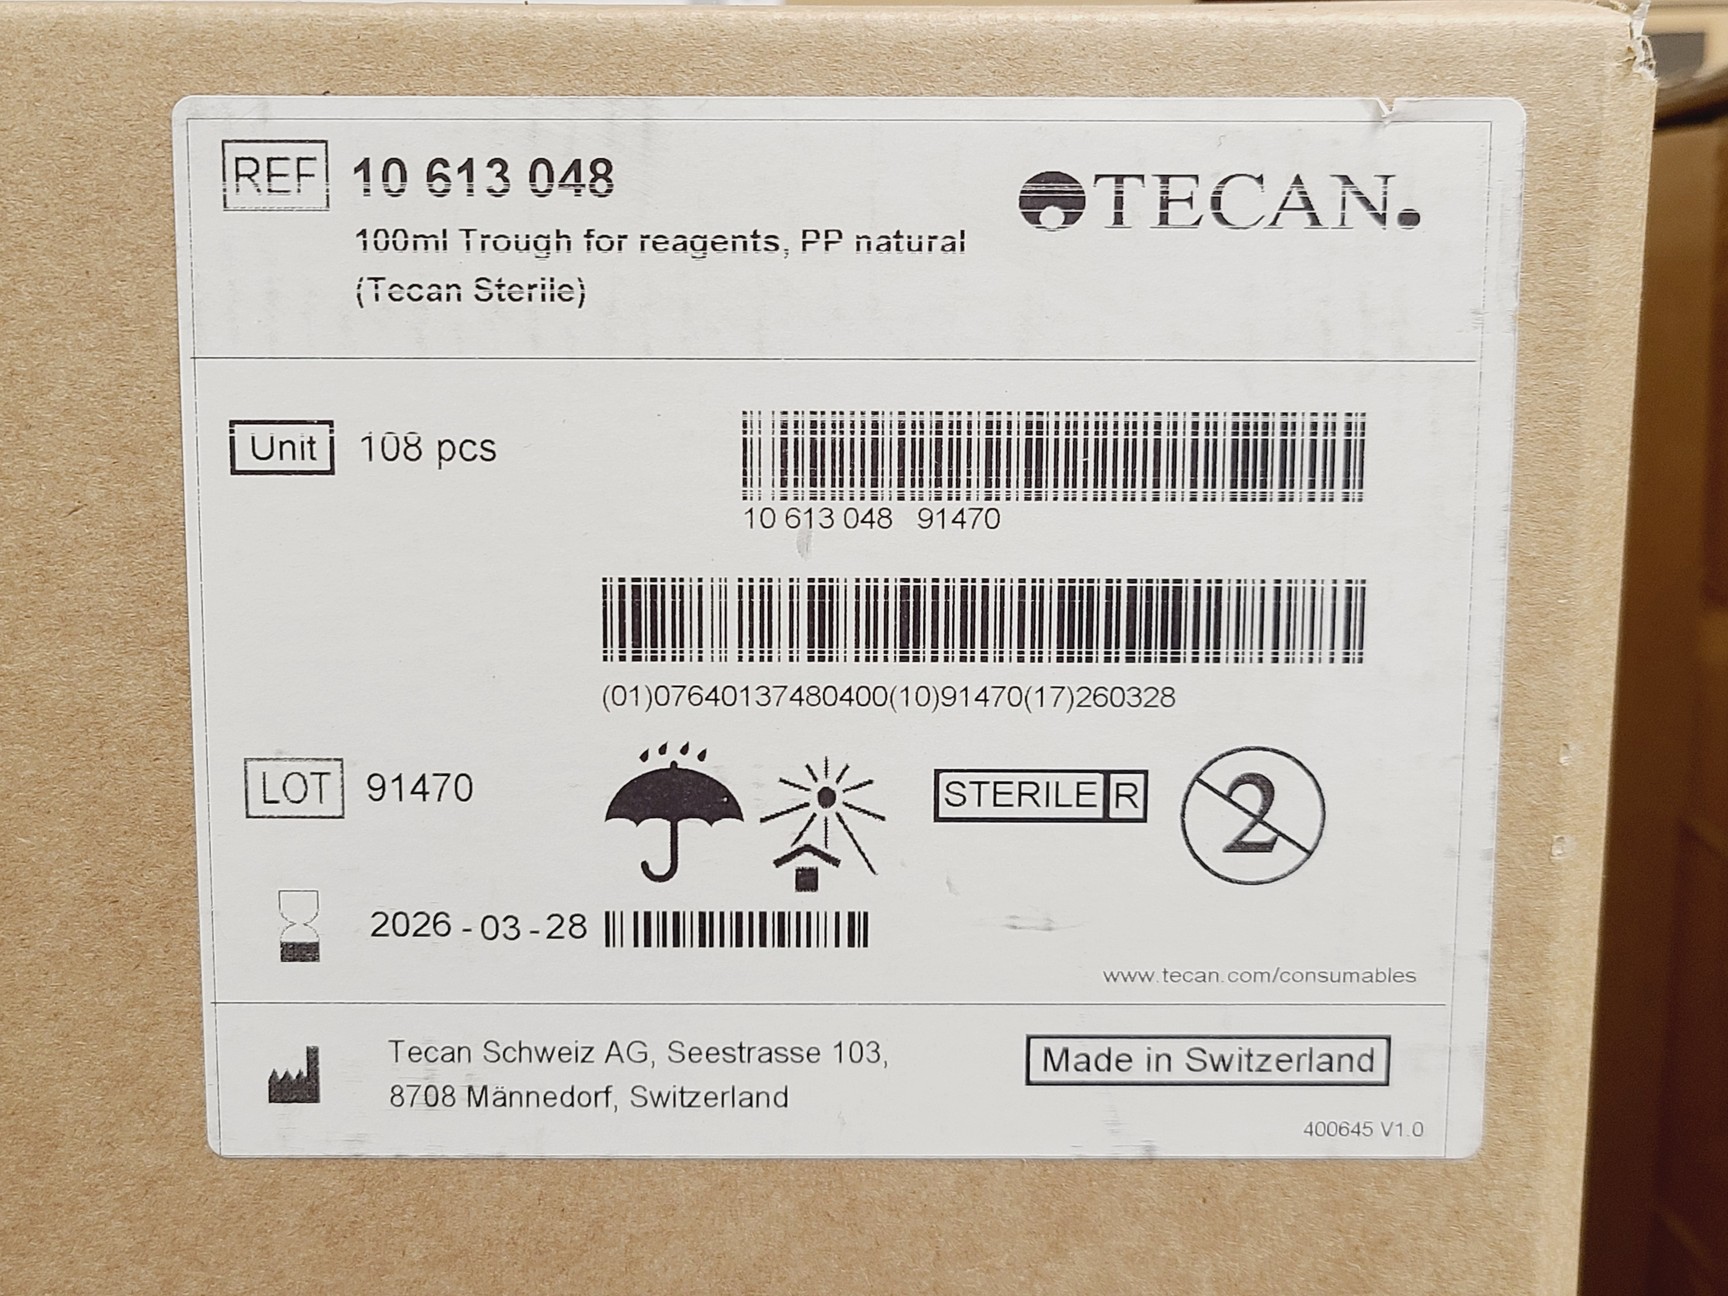 REF 10 613 048
TECAN.
100ml Trough for reagents, PP natural
(Tecan Sterile)
Unit 108 pcs
10 613 048 91470
(01)07640137480400(10)91470(17)260328
LOT 91470
STERILE R
2
2026-03-28
www.tecan.com/consumables
Tecan Schweiz AG, Seestrasse 103,
8708 Männedorf, Switzerland
Made in Switzerland
400645 V1.0